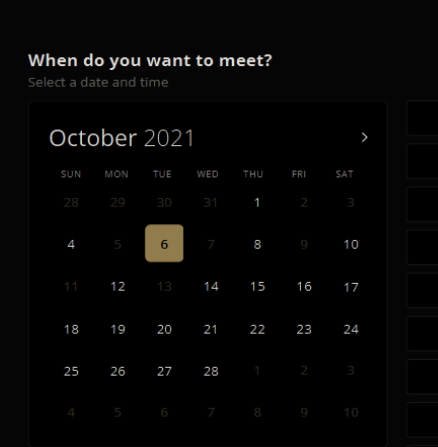 When do you want to meet?
Select a date and time
October 2021
SUN MON TUE WED THU FRI SAT
28 29 30 31 1 2 3
4 5 6 7 8 9 10
11 12 13 14 15 16 17
18 19 20 21 22 23 24
25 26 27 28 1 2 3
4 5 6 7 8 9 10